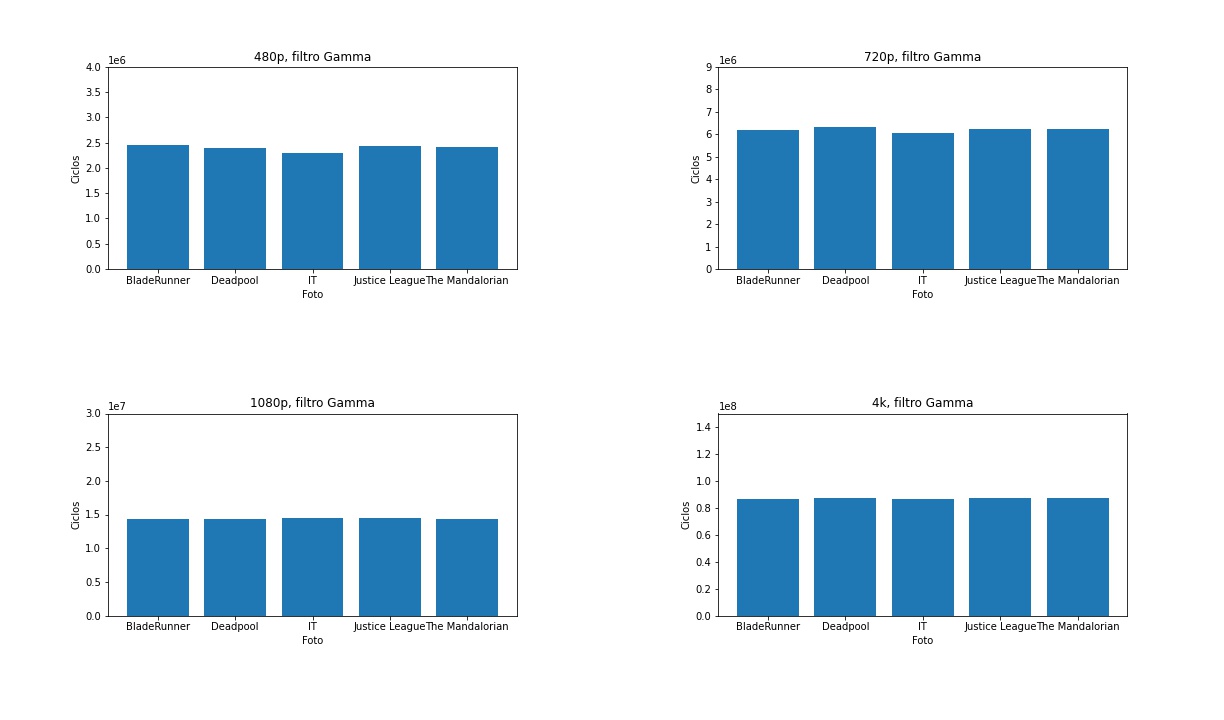 480p, filtro Gamma
1e6
4.0
3.5
3.0
2.5
2.0
1.5
1.0
0.5
0.0
Ciclos
BladeRunner Deadpool IT Justice League The Mandalorian
Foto
720p, filtro Gamma
1e6
9
8
7
6
5
4
3
2
1
0
Ciclos
BladeRunner Deadpool IT Justice League The Mandalorian
Foto
1080p, filtro Gamma
1e7
3.0
2.5
2.0
1.5
1.0
0.5
0.0
Ciclos
BladeRunner Deadpool IT Justice League The Mandalorian
Foto
4k, filtro Gamma
1e8
1.4
1.2
1.0
0.8
0.6
0.4
0.2
0.0
Ciclos
BladeRunner Deadpool IT Justice League The Mandalorian
Foto